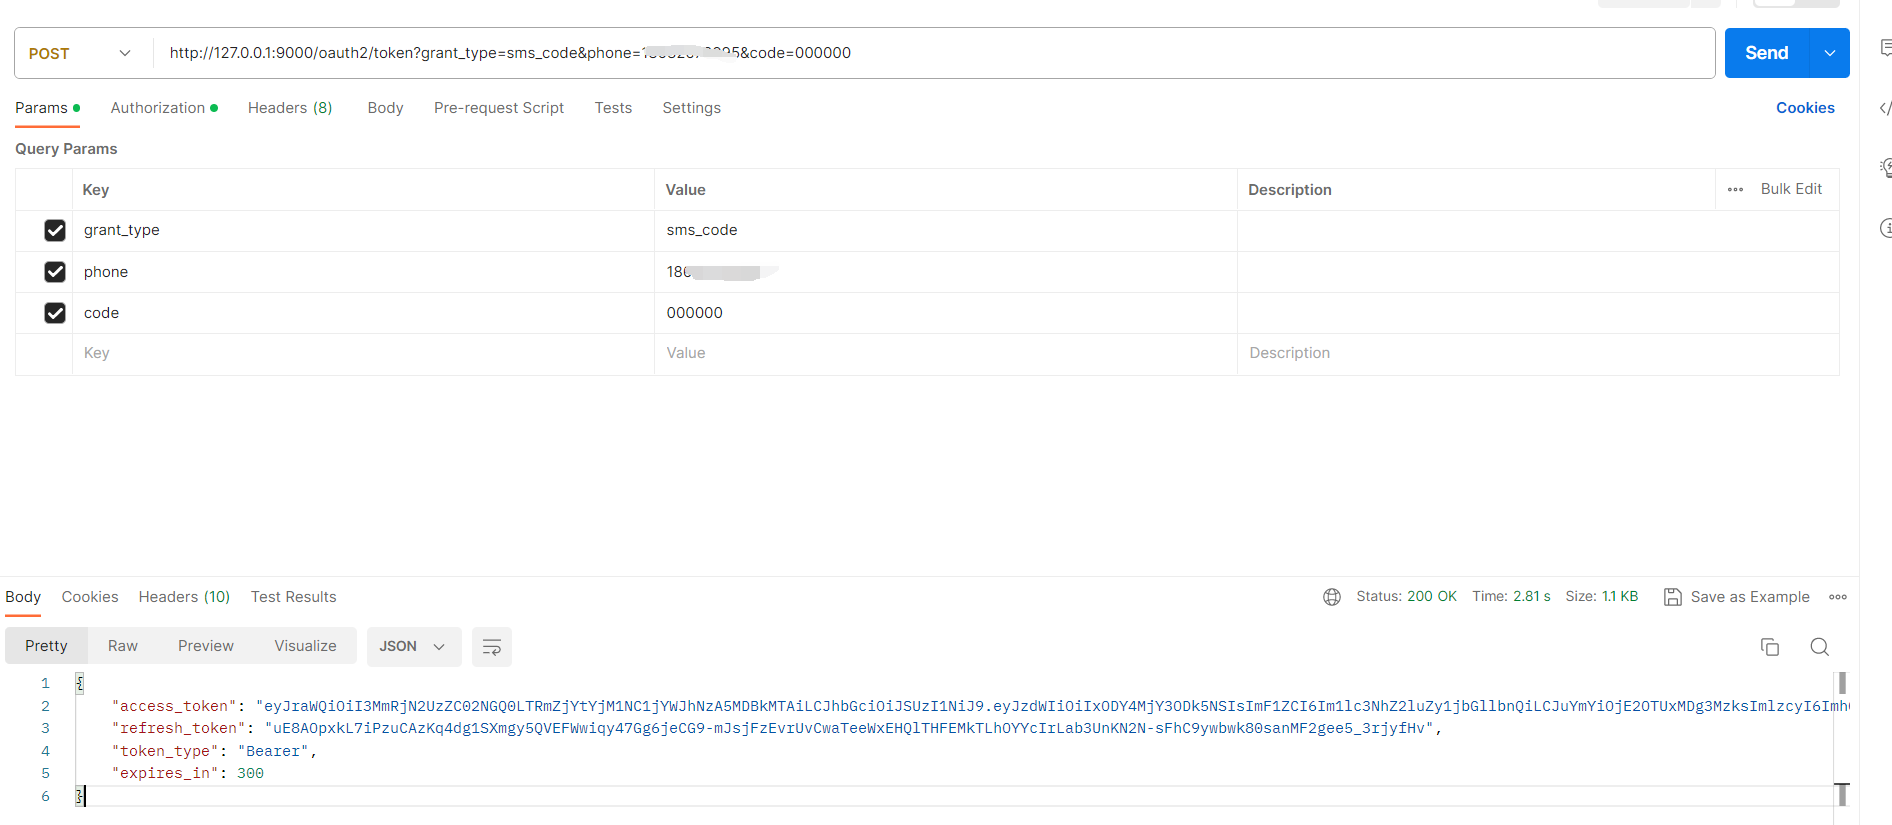 POST
http://127.0.0.1:9000/oauth2/token?grant_type=sms_code&phone=1 5&code=000000
Send
Params
Authorization
Headers (8)
Body
Pre-request Script
Tests
Settings
Cookies
Query Params
Key
Value
Description
Bulk Edit
grant_type
sms_code
phone
18
code
000000
Key
Value
Description
Body
Cookies
Headers (10)
Test Results
Status: 200 OK
Time: 2.81 s
Size: 1.1 KB
Save as Example
Pretty
Raw
Preview
Visualize
JSON
1 {
2 "access_token": "eyJraWQiOiI3MmRjN2UzZC02NGQ0LTRmZjYtYjM1NC1jYWJhNzA5MDBkMTAiLCJhbGciOiJSUzI1NiJ9.eyJzdWIiOiIxODY4MjY3ODk5NSIsImF1ZCI6Im1lc3NhZ2luZy1jbGllbnQiLCJuYmYiOjE2OTUxMDg3MzksImlzcyI6Imh
3 "refresh_token": "uE8AOpxkL7iPzuCAzKq4dg1SXmgy5QVEFWwiqy47Gg6jeCG9-mJsjFzEvrUvCwaTeeWxEHQlTHFEMkTLhOYYcIrLab3UnKN2N-sFhC9ywbwk80sanMF2gee5_3rjyfHv",
4 "token_type": "Bearer",
5 "expires_in": 300
6 }